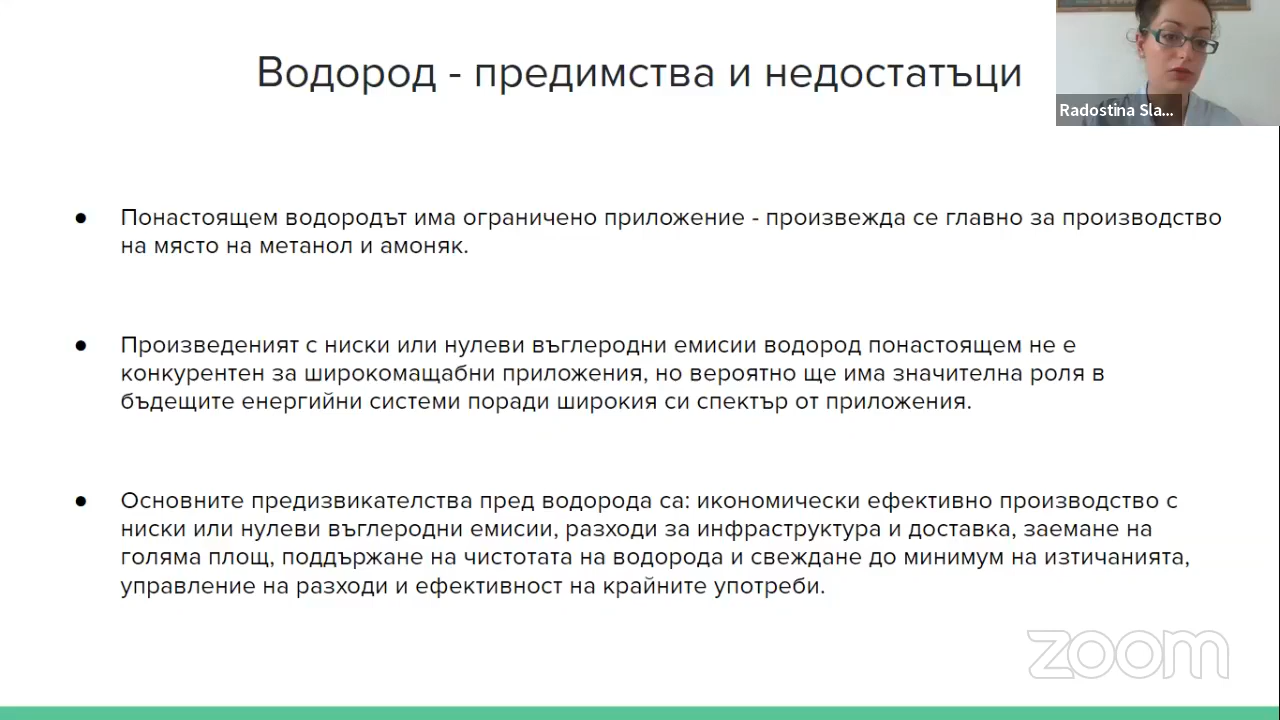 Водород - предимства и недостатъци
Radostina Sla...
● Понастоящем водородът има ограничено приложение - произвежда се главно за производство
на място на метанол и амоняк.
● Произведеният с ниски или нулеви въглеродни емисии водород понастоящем не е
конкурентен за широкомащабни приложения, но вероятно ще има значителна роля в
бъдещите енергийни системи поради широкия си спектър от приложения.
● Основните предизвикателства пред водорода са: икономически ефективно производство с
ниски или нулеви въглеродни емисии, разходи за инфраструктура и доставка, заемане на
голяма площ, поддържане на чистотата на водорода и свеждане до минимум на изтичанията,
управление на разходи и ефективност на крайните употреби.
zoom